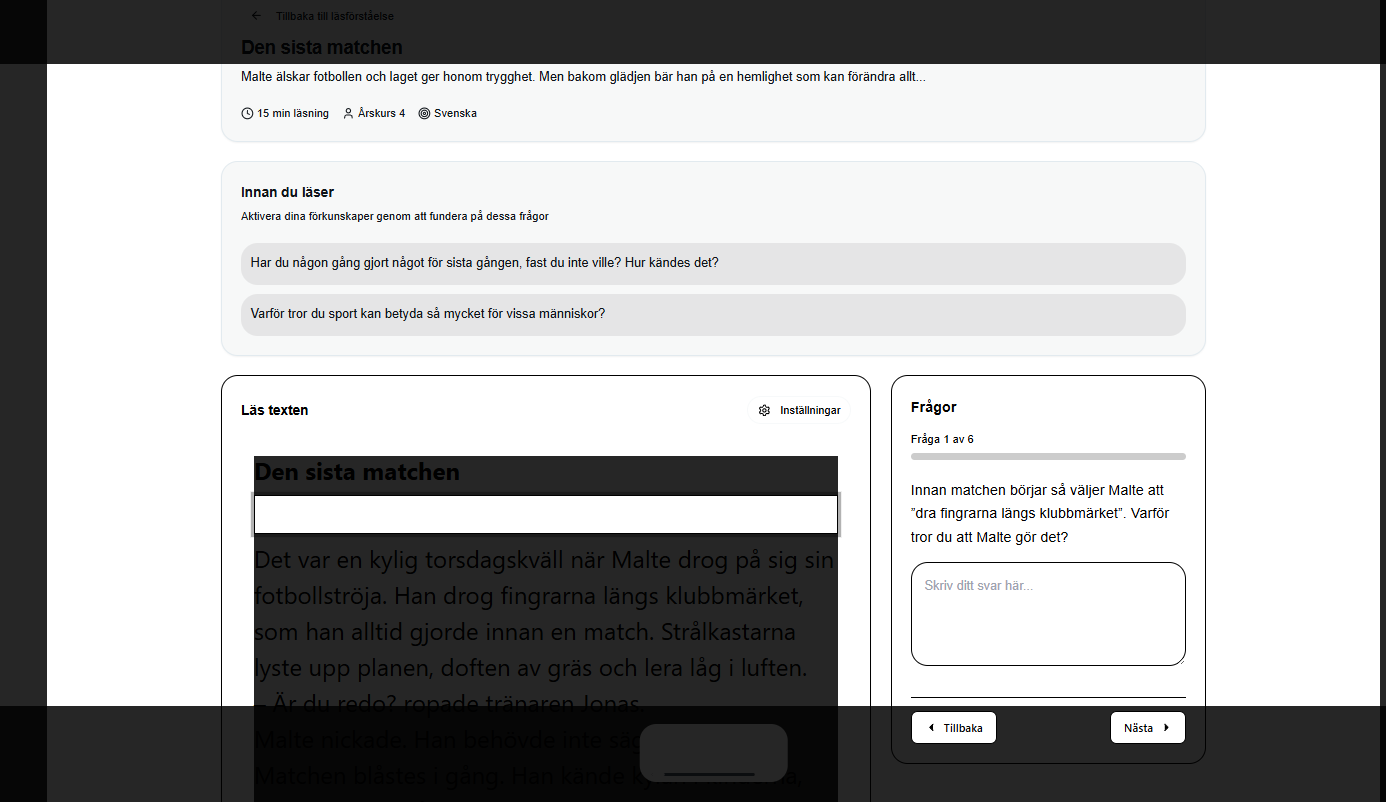 Tillbaka till läsförståelse
Den sista matchen
Malte älskar fotbollen och laget ger honom trygghet. Men bakom glädjen bär han på en hemlighet som kan förändra allt...
15 min läsning Årskurs 4 Svenska
Innan du läser
Aktivera dina förkunskaper genom att fundera på dessa frågor
Har du någon gång gjort något för sista gången, fast du inte ville? Hur kändes det?
Varför tror du sport kan betyda så mycket för vissa människor?
Läs texten
Inställningar
Den sista matchen
Det var en kylig torsdagskväll när Malte drog på sig sin
fotbollströja. Han drog fingrarna längs klubbmärket,
som han alltid gjorde innan en match. Strålkastarna
lyste upp planen, doften av gräs och lera låg i luften.
– Är du redo? ropade tränaren Jonas.
Malte nickade. Han behövde inte
Matchen blåstes i gång. Han kände
Frågor
Fråga 1 av 6
Innan matchen börjar så väljer Malte att
”dra fingrarna längs klubbmärket”. Varför
tror du att Malte gör det?
Skriv ditt svar här...
Tillbaka
Nästa